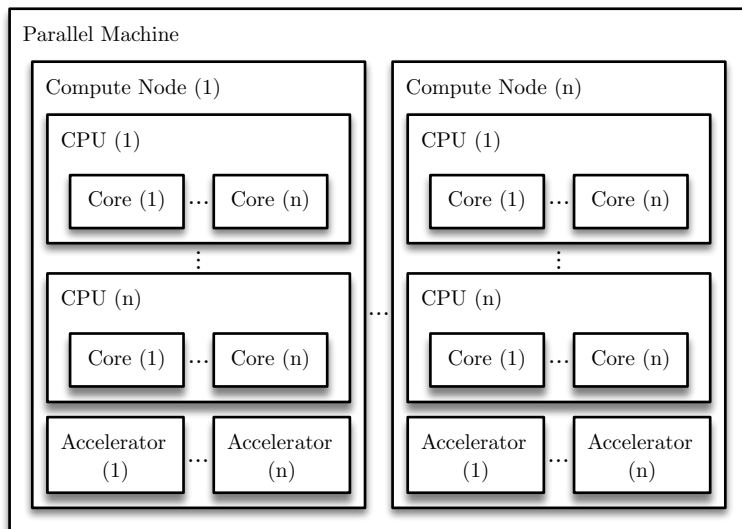 Parallel Machine
Compute Node (1)
CPU (1)
Core (1) ... Core (n)
⋮
CPU (n)
Core (1) ... Core (n)
Accelerator
(1)
...
Accelerator
(n)
...
Compute Node (n)
CPU (1)
Core (1) ... Core (n)
⋮
CPU (n)
Core (1) ... Core (n)
Accelerator
(1)
...
Accelerator
(n)